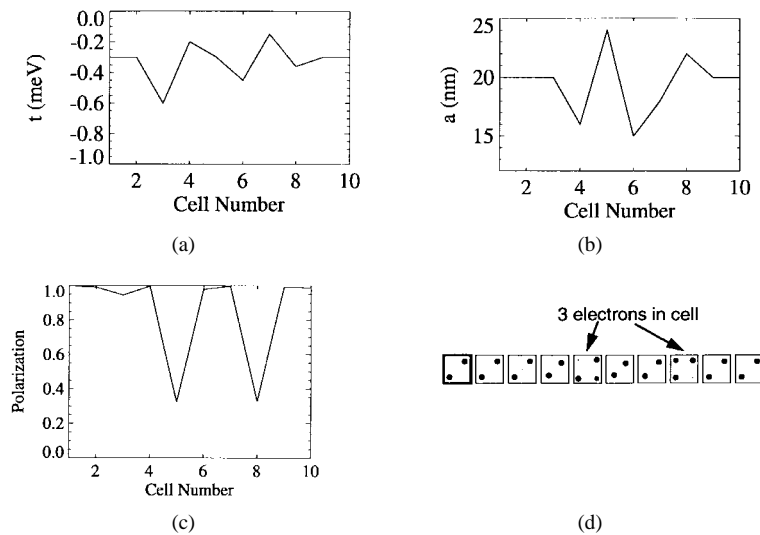 0.0
-0.2
-0.4
-0.6
-0.8
-1.0
t (meV)
2 4 6 8 10
Cell Number
(a)
25
20
15
a (nm)
2 4 6 8 10
Cell Number
(b)
1.0
0.8
0.6
0.4
0.2
0.0
Polarization
2 4 6 8 10
Cell Number
(c)
3 electrons in cell
(d)